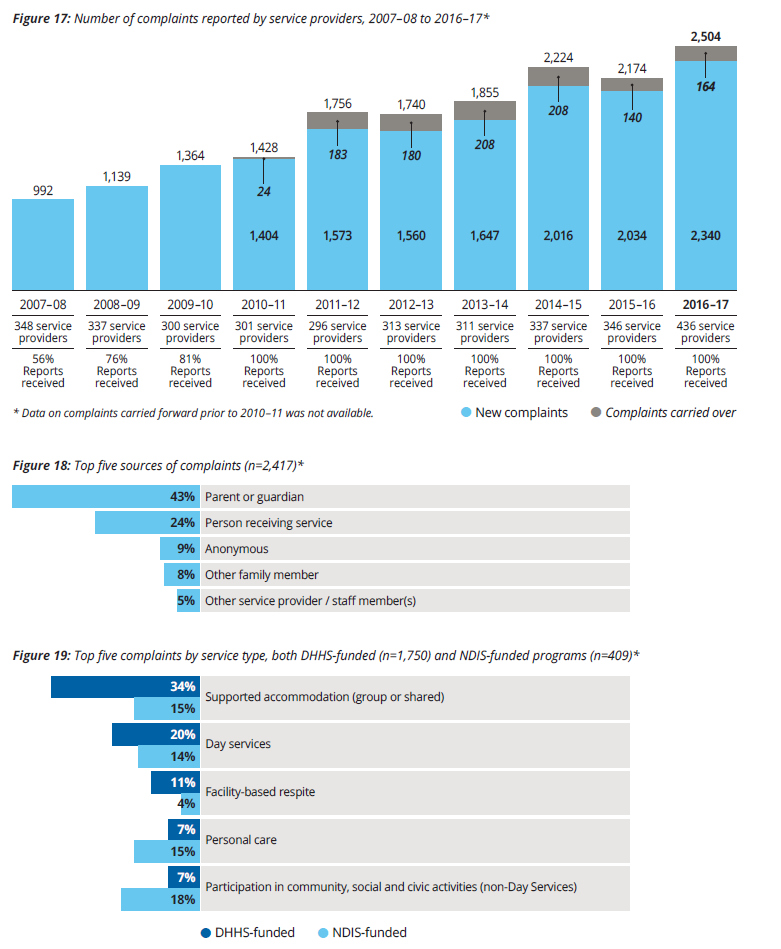 Figure 17: Number of complaints reported by service providers, 2007–08 to 2016–17*
992
1,139
1,364
1,428
24
1,404
1,756
183
1,573
1,740
180
1,560
1,855
208
1,647
2,224
208
2,016
2,174
140
2,034
2,504
164
2,340
2007–08 2008–09 2009–10 2010–11 2011–12 2012–13 2013–14 2014–15 2015–16 2016–17
348 service 337 service 300 service 301 service 296 service 313 service 311 service 337 service 346 service 436 service
providers providers providers providers providers providers providers providers providers providers
56% 76% 81% 100% 100% 100% 100% 100% 100% 100%
Reports Reports Reports Reports Reports Reports Reports Reports Reports Reports
received received received received received received received received received received
* Data on complaints carried forward prior to 2010–11 was not available.
New complaints Complaints carried over
Figure 18: Top five sources of complaints (n=2,417)*
43% Parent or guardian
24% Person receiving service
9% Anonymous
8% Other family member
5% Other service provider / staff member(s)
Figure 19: Top five complaints by service type, both DHHS-funded (n=1,750) and NDIS-funded programs (n=409)*
34%
Supported accommodation (group or shared)
15%
20%
Day services
14%
11%
Facility-based respite
4%
7%
Personal care
15%
7%
Participation in community, social and civic activities (non-Day Services)
18%
DHHS-funded NDIS-funded